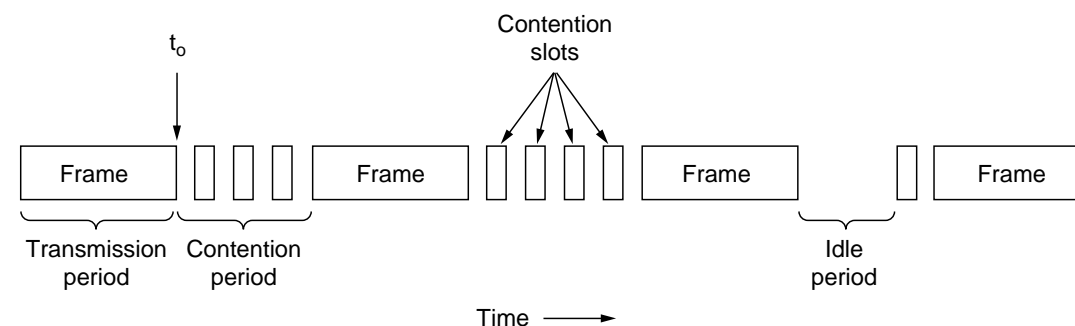 Contention
slots
t₀
Frame
Frame
Frame
Frame
Transmission
period
Contention
period
Idle
period
Time